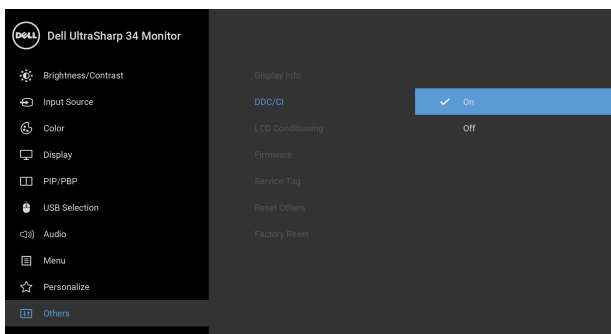 DELL Dell UltraSharp 34 Monitor
Brightness/Contrast Display Info
Input Source DDC/CI On
Color LCD Conditioning Off
Display Firmware
PIP/PBP Service Tag
USB Selection Reset Others
Audio Factory Reset
Menu
Personalize
Others